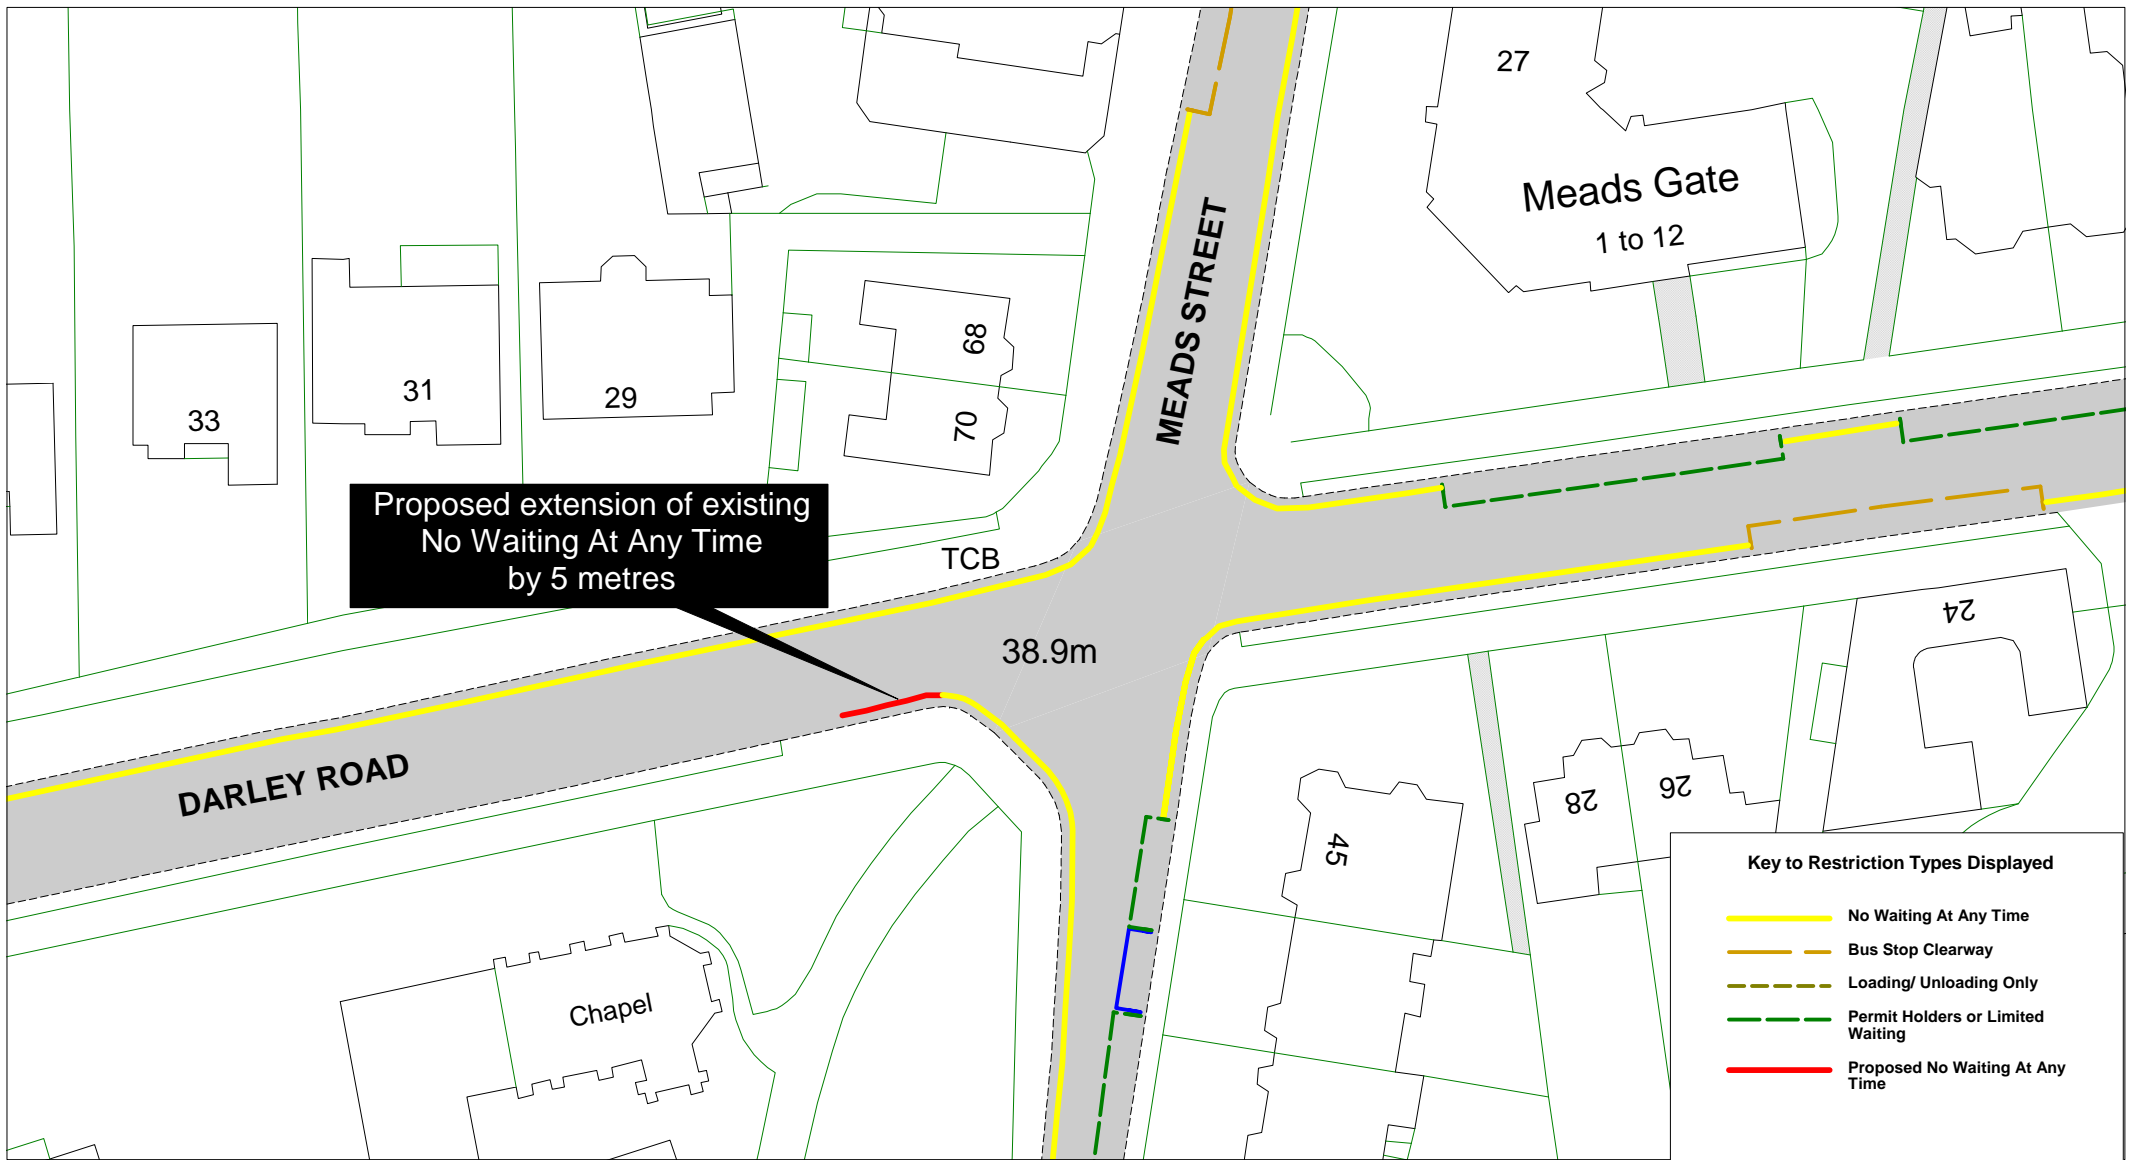 27
Meads Gate
1 to 12
MEADS STREET
68
70
33
31
29
Proposed extension of existing
No Waiting At Any Time
by 5 metres
TCB
38.9m
DARLEY ROAD
24
28
26
45
Chapel
Key to Restriction Types Displayed
No Waiting At Any Time
Bus Stop Clearway
Loading/ Unloading Only
Permit Holders or Limited
Waiting
Proposed No Waiting At Any
Time